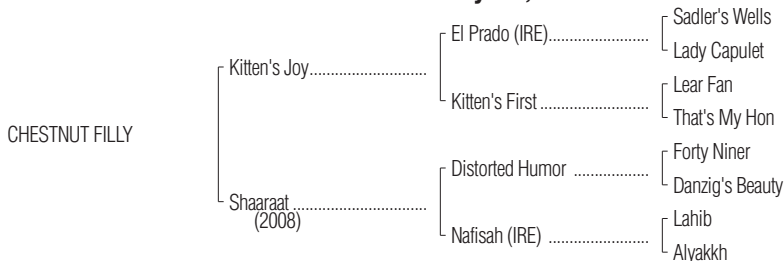 Sadler's Wells
El Prado (IRE)........................
Lady Capulet
Kitten's Joy............................
Lear Fan
Kitten's First ..........................
That's My Hon
CHESTNUT FILLY
Forty Niner
Distorted Humor ..................
Danzig's Beauty
Shaaraat ................................
(2008)
Lahib
Nafisah (IRE) ........................
Alyakkh